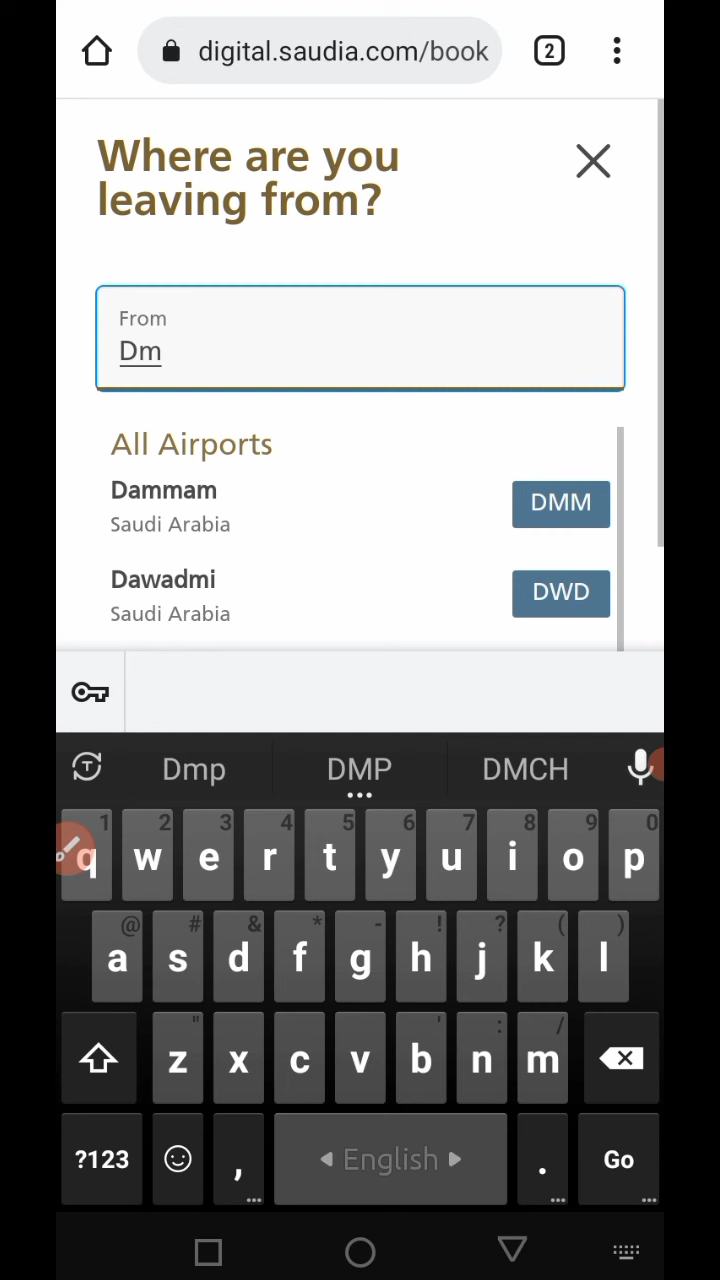 digital.saudia.com/book
2
Where are you
leaving from?
From
Dm
All Airports
Dammam
DMM
Saudi Arabia
Dawadmi
DWD
Saudi Arabia
Dmp DMP DMCH
1 2 3 4 5 6 7 8 9 0
q w e r t y u i o p
@ # & * - ! ? ( )
a s d f g h j k l
" ' : /
z x c v b n m
?123 , English . Go